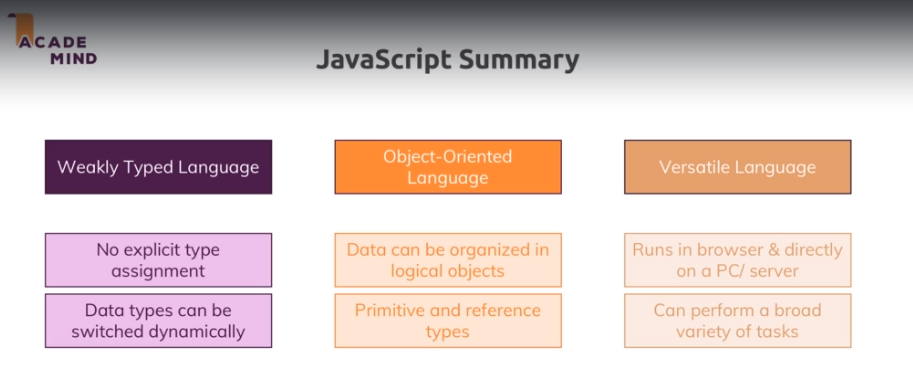 ACADE
MIND
JavaScript Summary
Weakly Typed Language
No explicit type
assignment
Data types can be
switched dynamically
Object-Oriented
Language
Data can be organized in
logical objects
Primitive and reference
types
Versatile Language
Runs in browser & directly
on a PC/ server
Can perform a broad
variety of tasks